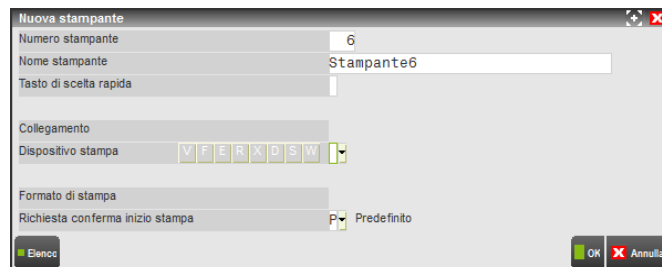 Nuova stampante
Numero stampante 6
Nome stampante Stampante6
Tasto di scelta rapida
Collegamento
Dispositivo stampa V F E R X D S W
Formato di stampa
Richiesta conferma inizio stampa P Predefinito
Elenco OK Annulla